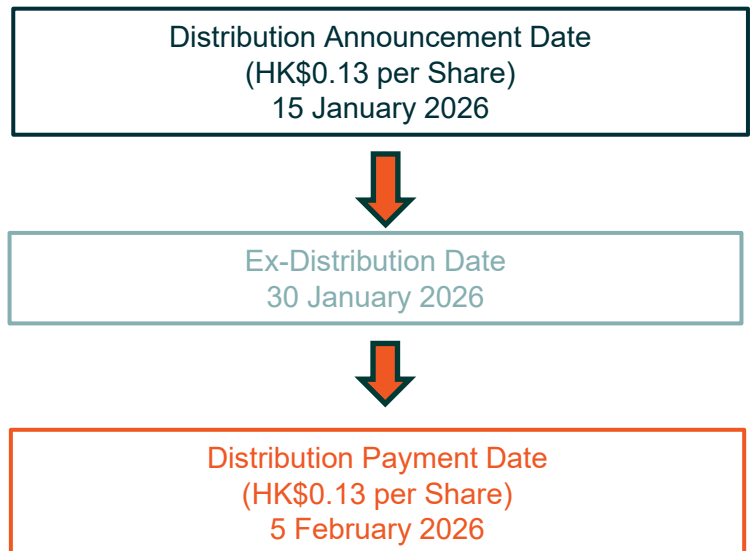 Distribution Announcement Date
(HK$0.13 per Share)
15 January 2026
Ex-Distribution Date
30 January 2026
Distribution Payment Date
(HK$0.13 per Share)
5 February 2026